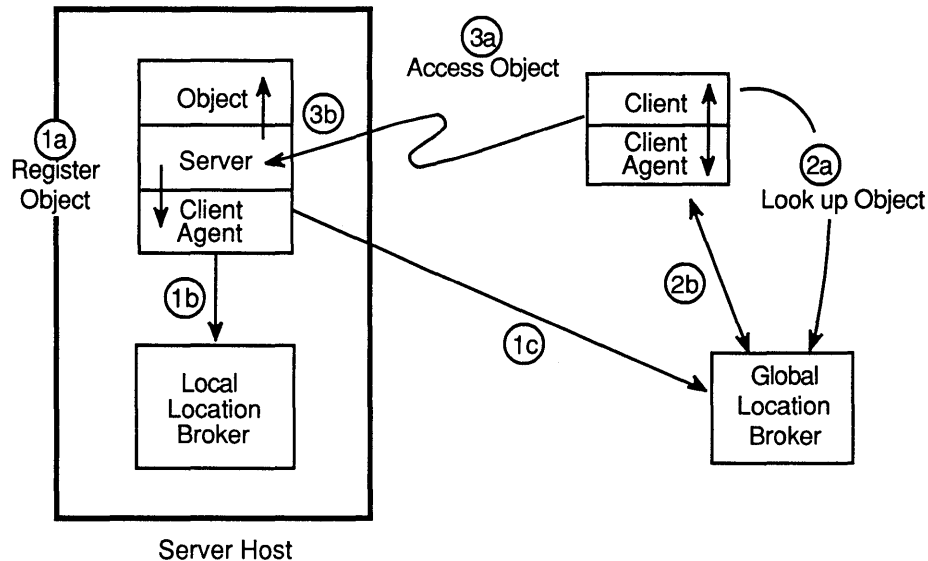 3a
Access Object
Object
3b
Client
1a
Register
Object
Server
Client
Agent
2a
Look up Object
Client
Agent
1b
2b
1c
Local
Location
Broker
Global
Location
Broker
Server Host